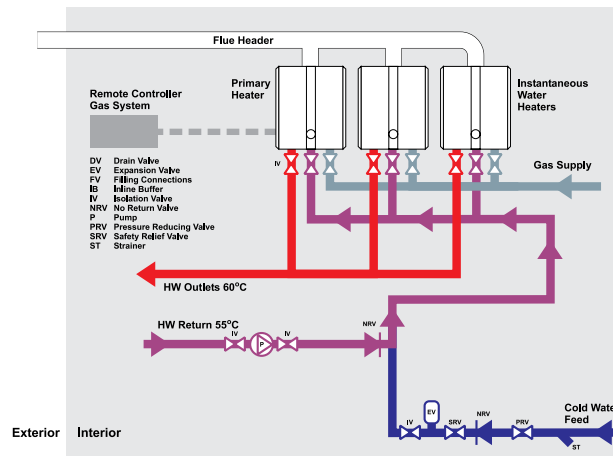 Flue Header
Primary
Heater
Instantaneous
Water
Heaters
Remote Controller
Gas System
IV
Gas Supply
DV Drain Valve
EV Expansion Valve
FV Filling Connections
IB Inline Buffer
IV Isolation Valve
NRV No Return Valve
P Pump
PRV Pressure Reducing Valve
SRV Safety Relief Valve
ST Strainer
HW Outlets 60°C
HW Return 55°C
NRV
IV
P
IV
Cold Water
Feed
EV
IV
SRV
NRV
PRV
ST
Exterior
Interior